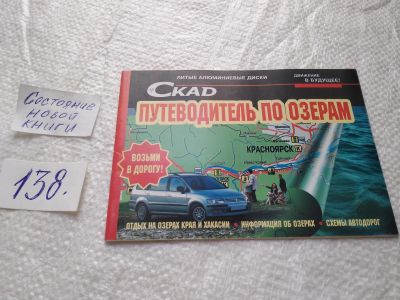 Состояние
новой
книги
138.
ЛИТЫЕ АЛЮМИНИЕВЫЕ ДИСКИ
ДВИЖЕНИЕ
В БУДУЩЕЕ!
СКАД
ПУТЕВОДИТЕЛЬ ПО ОЗЕРАМ
ВОЗЬМИ
В ДОРОГУ!
КРАСНОЯРСК
ОТДЫХ НА ОЗЕРАХ КРАЯ И ХАКАСИИ • ИНФОРМАЦИЯ ОБ ОЗЕРАХ • СХЕМЫ АВТОДОРОГ